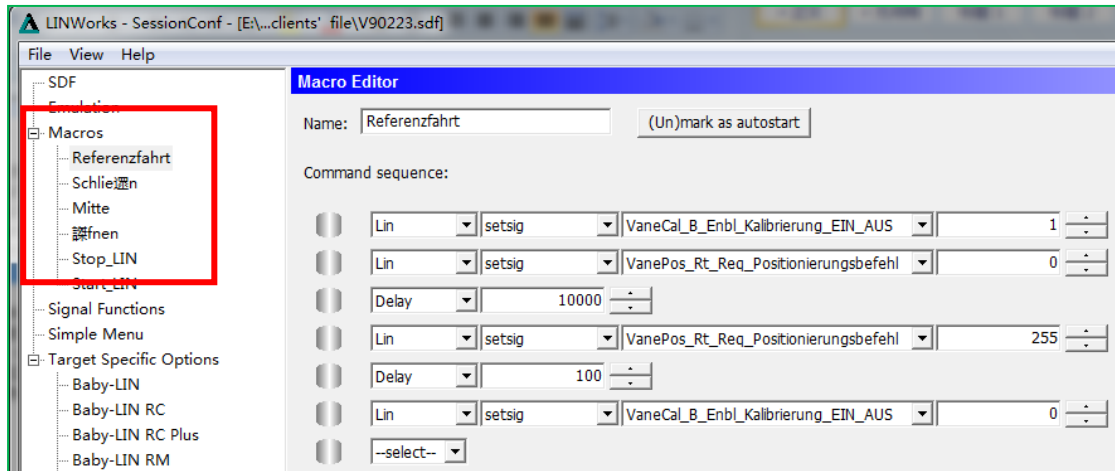 LINWorks - SessionConf - [E:\...clients' file\V90223.sdf]
File View Help
SDF
Macros
Referenzfahrt
Schlie遝n
Mitte
謋fnen
Stop_LIN
Start_LIN
Signal Functions
Simple Menu
Target Specific Options
Baby-LIN
Baby-LIN RC
Baby-LIN RC Plus
Baby-LIN RM
Macro Editor
Name: Referenzfahrt (Un)mark as autostart
Command sequence:
Lin setsig VaneCal_B_Enbl_Kalibrierung_EIN_AUS 1
Lin setsig VanePos_Rt_Req_Positionierungsbefehl 0
Delay 10000
Lin setsig VanePos_Rt_Req_Positionierungsbefehl 255
Delay 100
Lin setsig VaneCal_B_Enbl_Kalibrierung_EIN_AUS 0
--select--